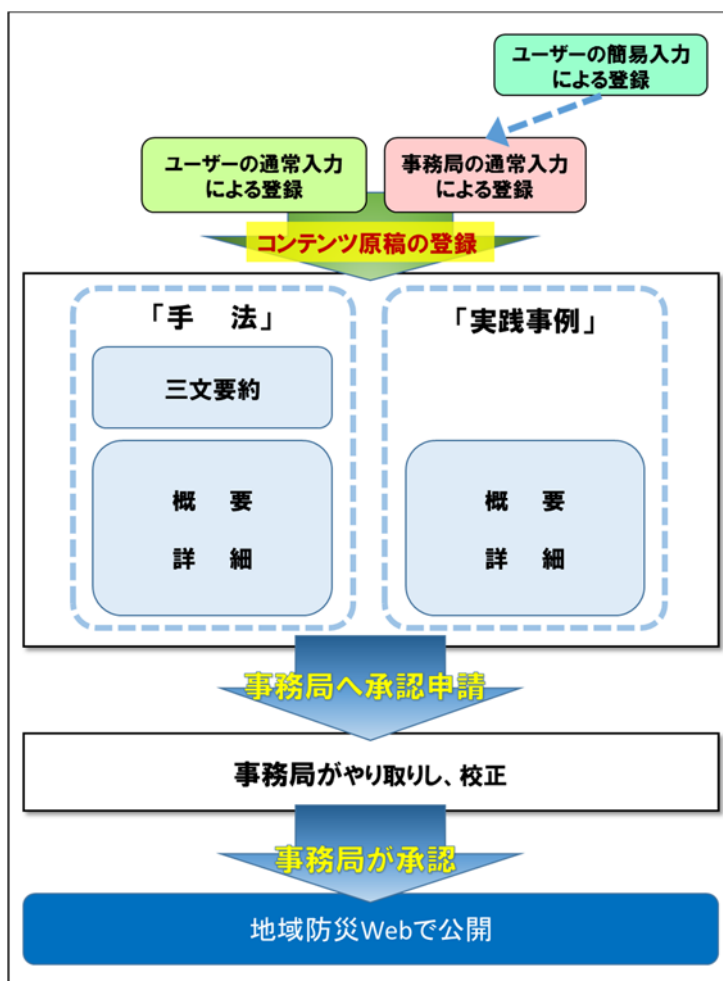 ユーザーの簡易入力
による登録
ユーザーの通常入力
による登録
事務局の通常入力
による登録
コンテンツ原稿の登録
「手　法」
三文要約
概　要
詳　細
「実践事例」
概　要
詳　細
事務局へ承認申請
事務局がやり取りし、校正
事務局が承認
地域防災Webで公開